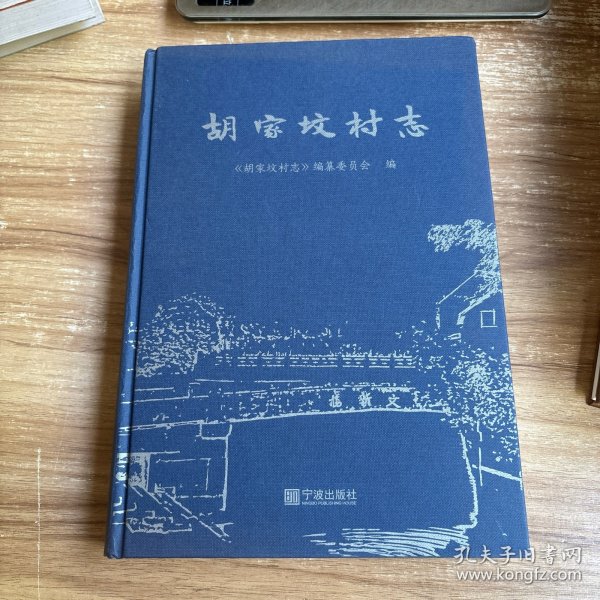 胡家坟村志
《胡家坟村志》编纂委员会 编
宁波出版社
NINGBO PUBLISHING HOUSE
孔夫子旧书网
www.kongfz.com